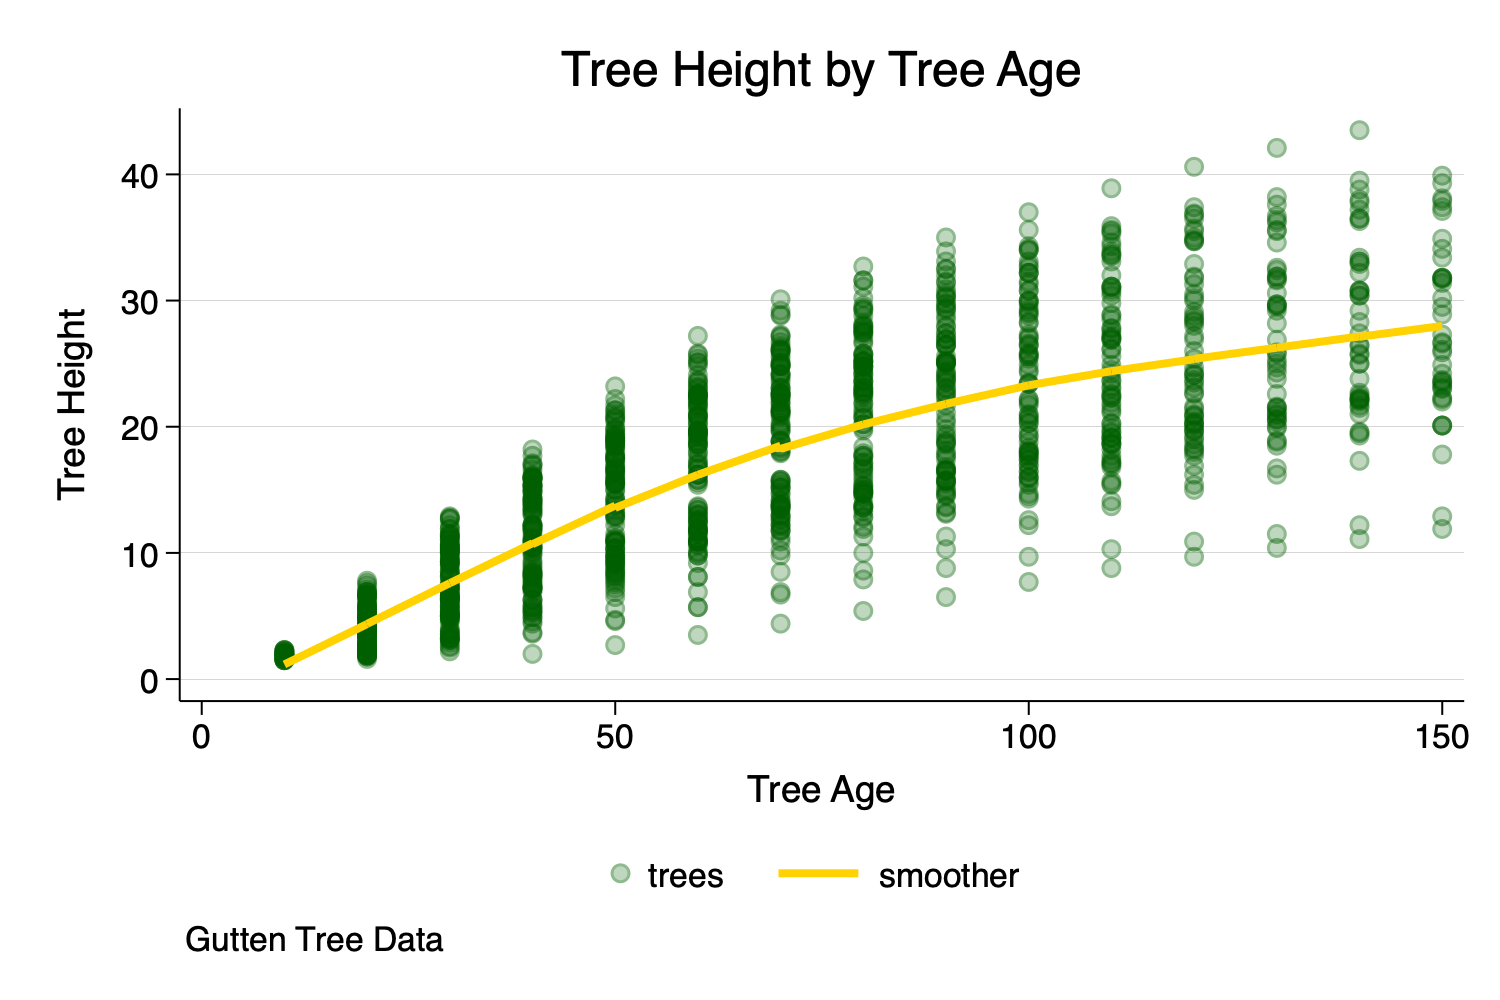 Tree Height by Tree Age
Tree Height
40
30
20
10
0
0 50 100 150
Tree Age
trees smoother
Gutten Tree Data